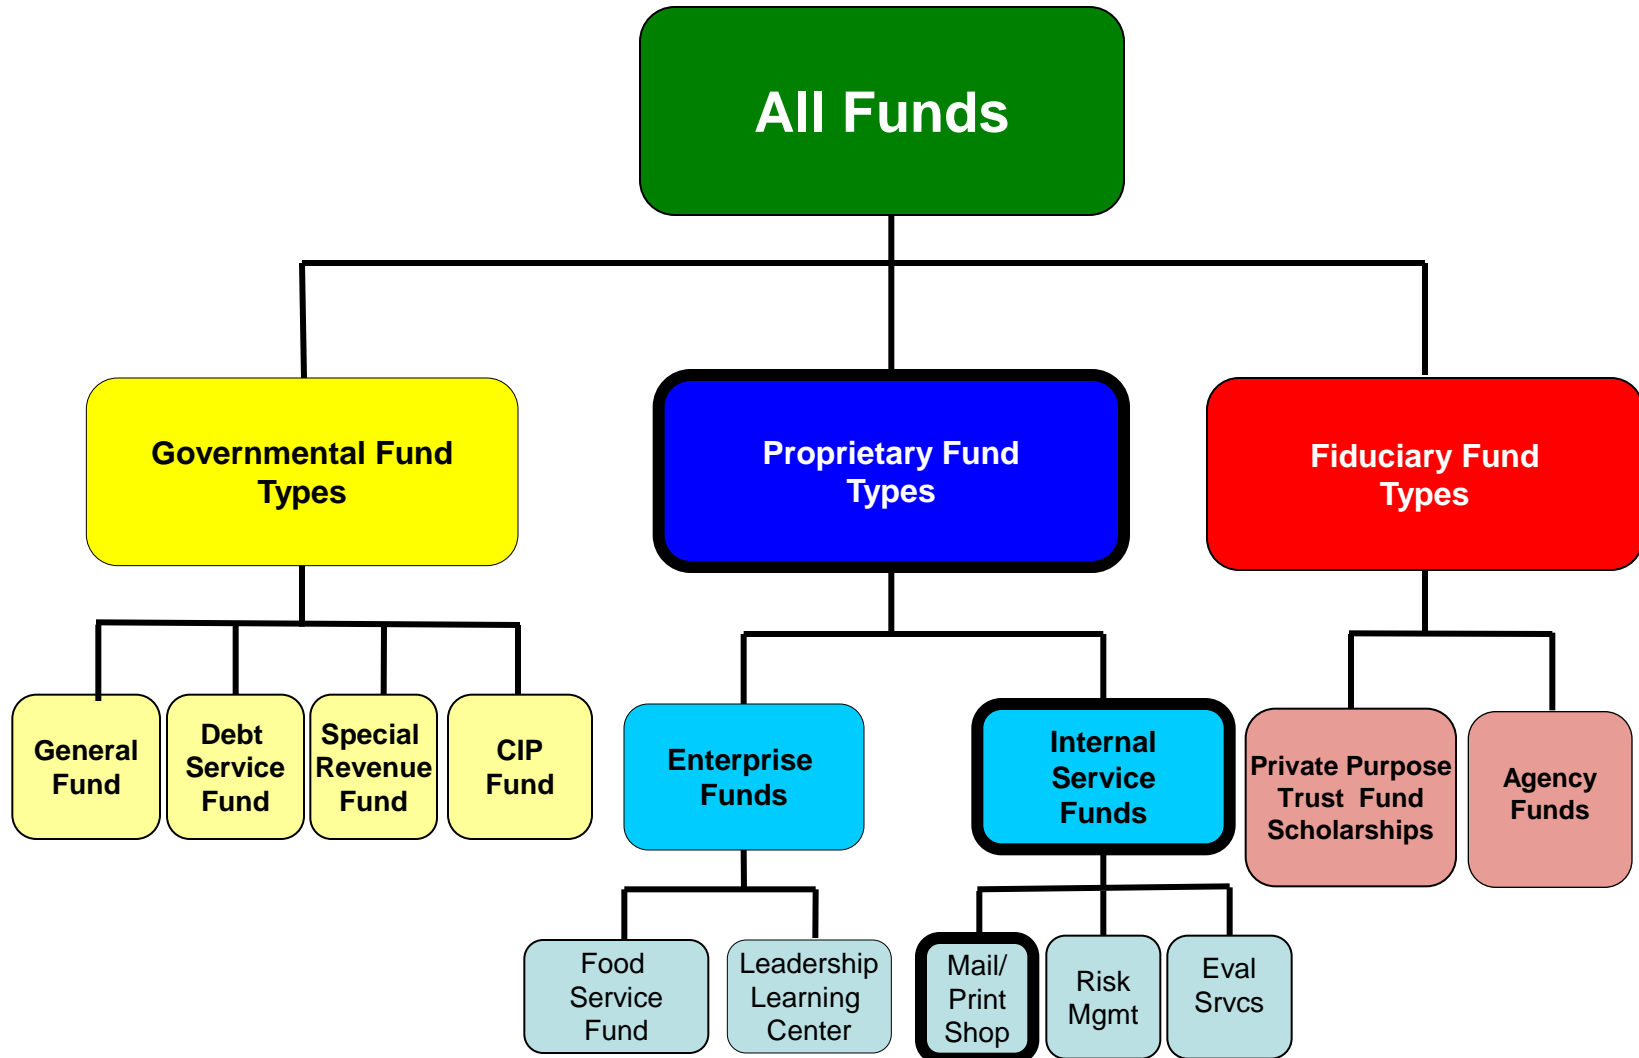 All Funds
Governmental Fund
Types
Proprietary Fund
Types
Fiduciary Fund
Types
General
Fund
Debt
Service
Fund
Special
Revenue
Fund
CIP
Fund
Enterprise
Funds
Internal
Service
Funds
Private Purpose
Trust Fund
Scholarships
Agency
Funds
Food
Service
Fund
Leadership
Learning
Center
Mail/
Print
Shop
Risk
Mgmt
Eval
Srvcs